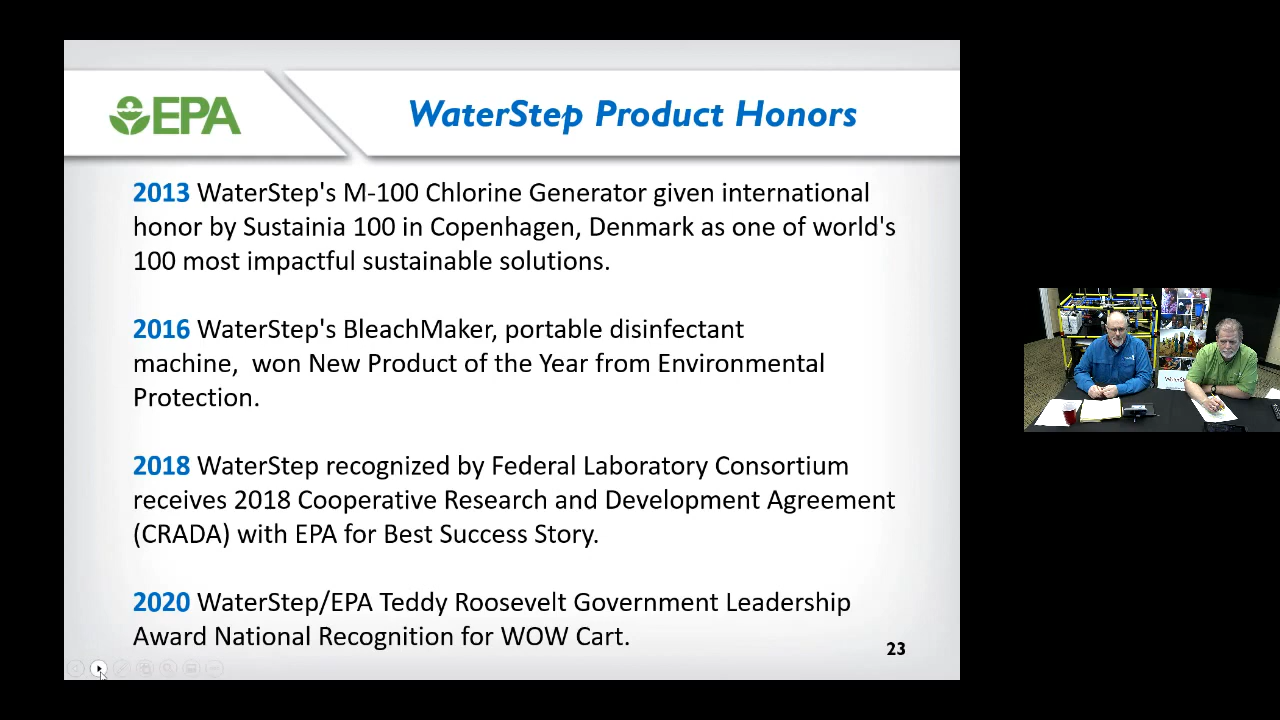 EPA
WaterStep Product Honors
2013 WaterStep's M-100 Chlorine Generator given international
honor by Sustainia 100 in Copenhagen, Denmark as one of world's
100 most impactful sustainable solutions.
2016 WaterStep's BleachMaker, portable disinfectant
machine,  won New Product of the Year from Environmental
Protection.
2018 WaterStep recognized by Federal Laboratory Consortium
receives 2018 Cooperative Research and Development Agreement
(CRADA) with EPA for Best Success Story.
2020 WaterStep/EPA Teddy Roosevelt Government Leadership
Award National Recognition for WOW Cart.
23